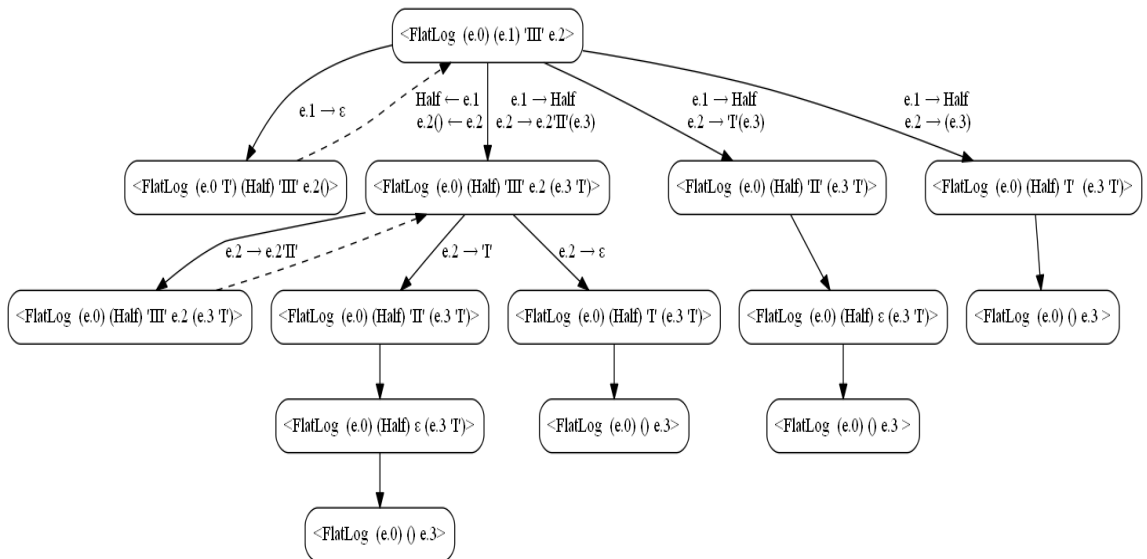 <FlatLog (e.0) (e.1) 'III' e.2>
e.1 → ε
Half ← e.1
e.2() ← e.2
e.1 → Half
e.2 → e.2'II'(e.3)
e.1 → Half
e.2 → 'I'(e.3)
e.1 → Half
e.2 → (e.3)
<FlatLog (e.0 'I') (Half) 'III' e.2()>
<FlatLog (e.0) (Half) 'III' e.2 (e.3 'I')>
<FlatLog (e.0) (Half) 'II' (e.3 'I')>
<FlatLog (e.0) (Half) 'I' (e.3 'I')>
e.2 → e.2'II'
e.2 → 'I'
e.2 → ε
<FlatLog (e.0) (Half) 'III' e.2 (e.3 'I')>
<FlatLog (e.0) (Half) 'II' (e.3 'I')>
<FlatLog (e.0) (Half) 'I' (e.3 'I')>
<FlatLog (e.0) (Half) ε (e.3 'I')>
<FlatLog (e.0) () e.3 >
<FlatLog (e.0) (Half) ε (e.3 'I')>
<FlatLog (e.0) () e.3>
<FlatLog (e.0) () e.3 >
<FlatLog (e.0) () e.3>